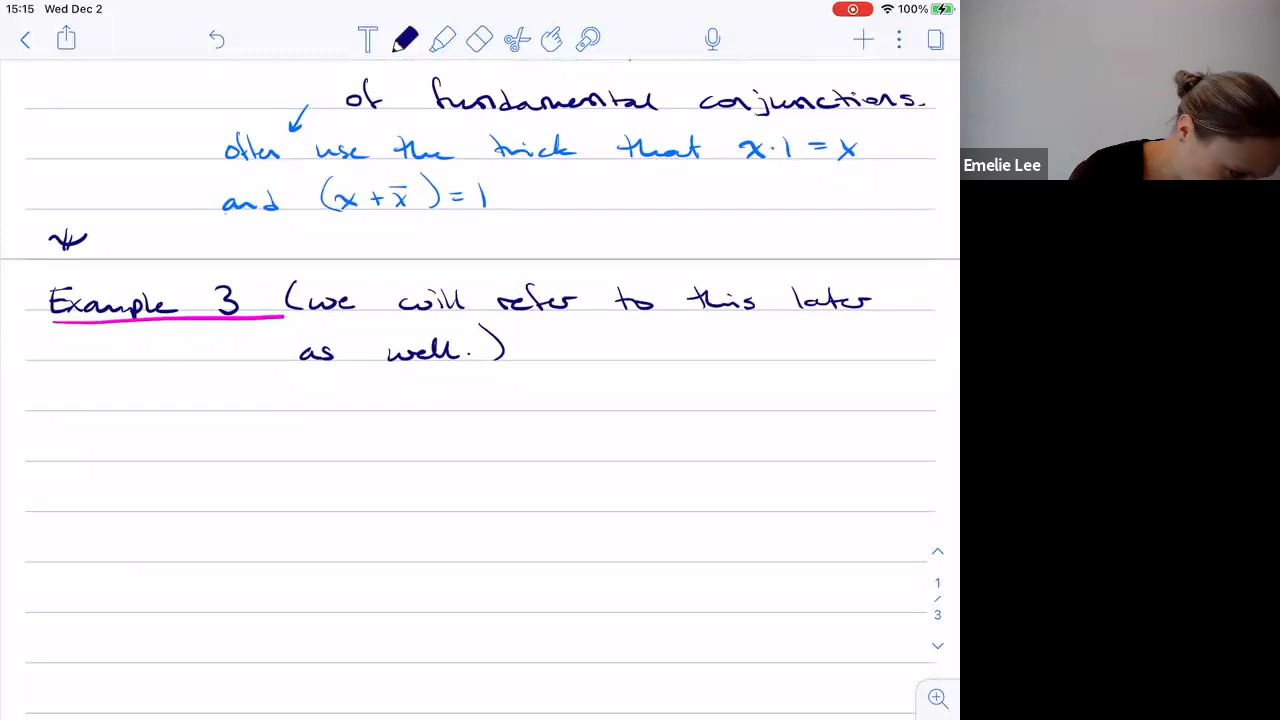 15:15 Wed Dec 2
100%
T
of fundamental conjunctions.
often use the trick that x·1 = x
and (x + x̄) = 1
Example 3 (we will refer to this later
as well.)
Emelie Lee
1
/
3